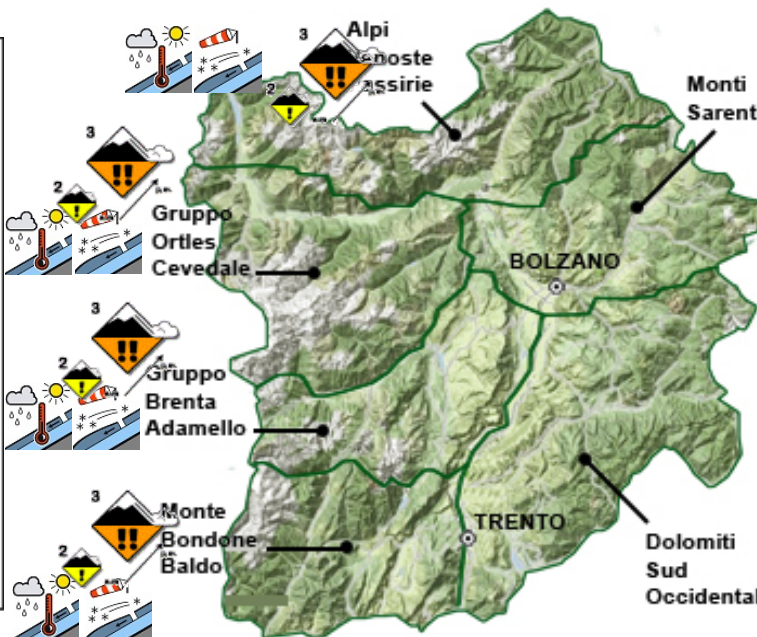 3
Alpi
2
Monti
3
2
Gruppo
Ortles
Cevedale
BOLZANO
3
2
Gruppo
Brenta
Adamello
3
2
Monte
Bondone
Baldo
TRENTO
Dolomiti
Sud